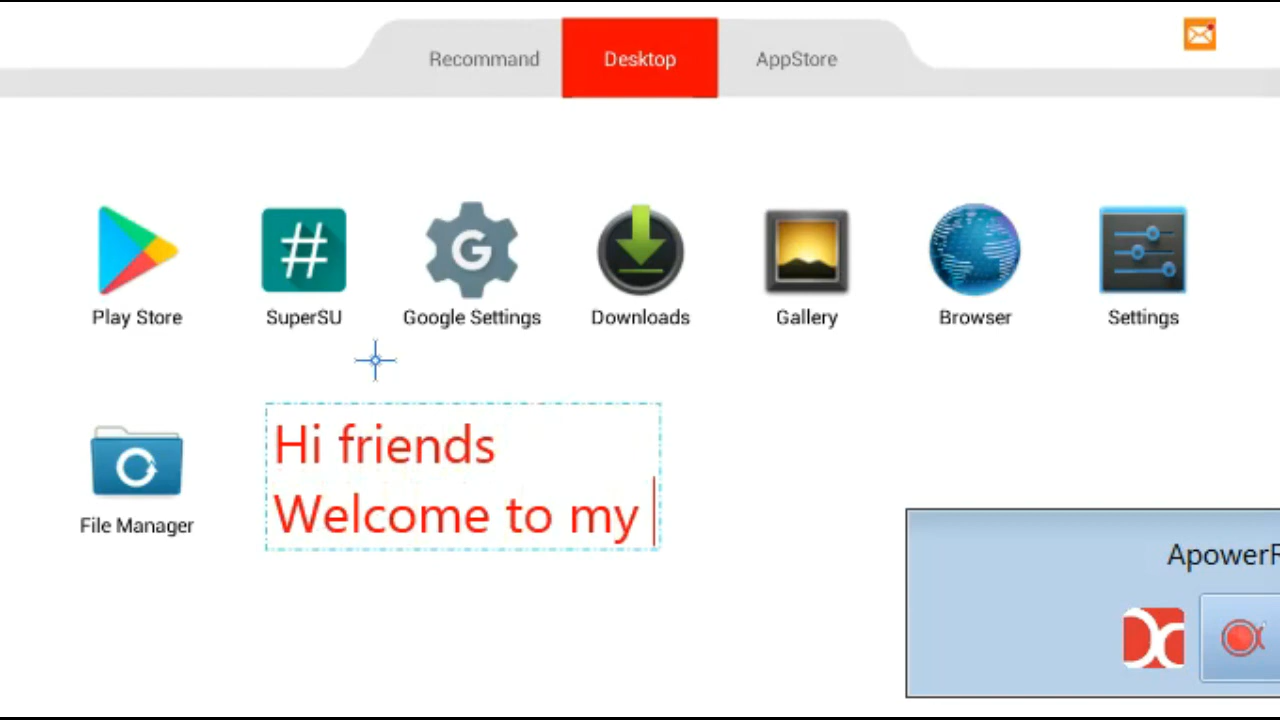 Recommand
Desktop
AppStore
Play Store
SuperSU
Google Settings
Downloads
Gallery
Browser
Settings
File Manager
Hi friends
Welcome to my
ApowerR